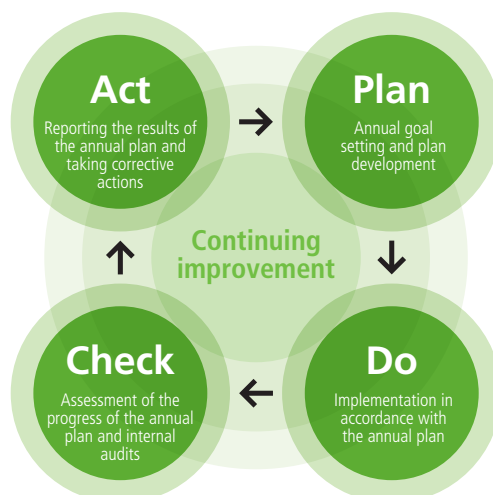 Act
Reporting the results of
the annual plan and
taking corrective
actions
Plan
Annual goal
setting and plan
development
Continuing
improvement
Check
Assessment of the
progress of the annual
plan and internal
audits
Do
Implementation in
accordance with
the annual plan